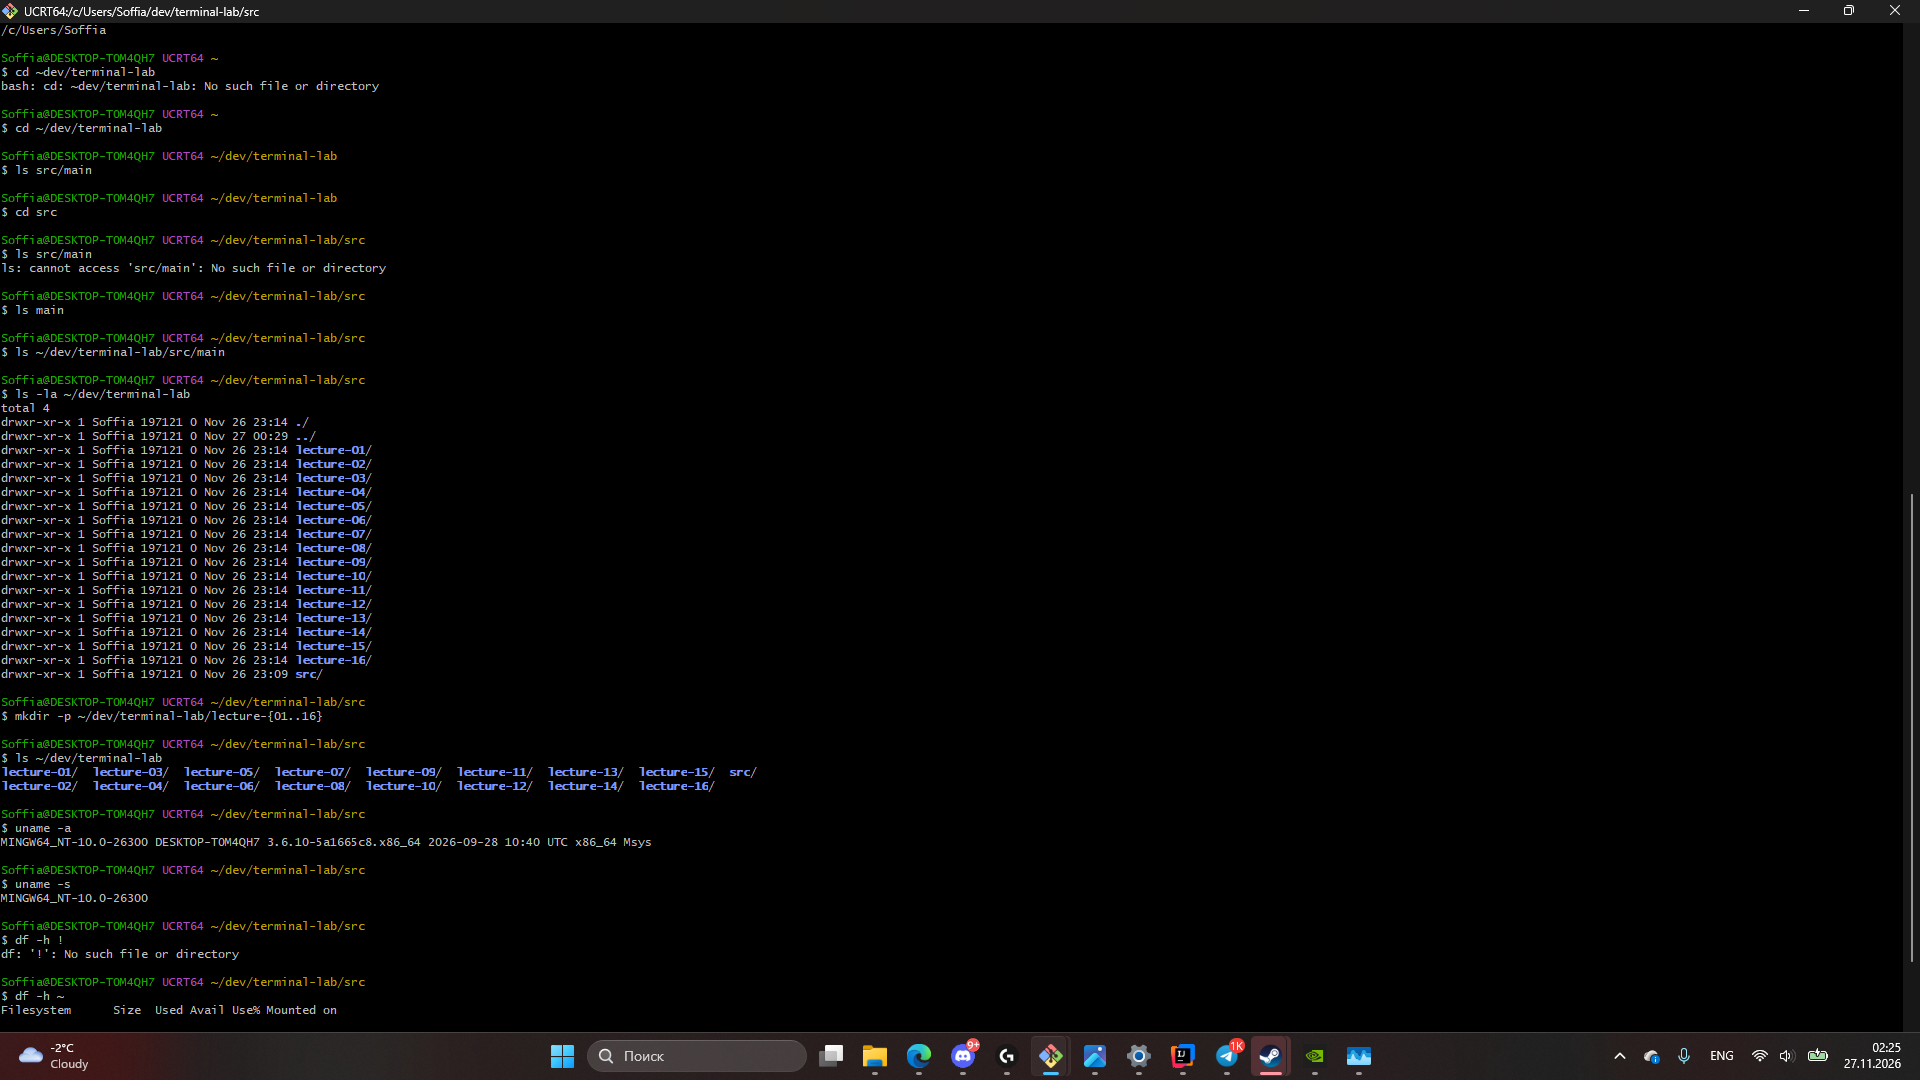 UCRT64:/c/Users/Soffia/dev/terminal-lab/src
/c/Users/Soffia
Soffia@DESKTOP-TOM4QH7 UCRT64 ~
$ cd ~dev/terminal-lab
bash: cd: ~dev/terminal-lab: No such file or directory
Soffia@DESKTOP-TOM4QH7 UCRT64 ~
$ cd ~/dev/terminal-lab
Soffia@DESKTOP-TOM4QH7 UCRT64 ~/dev/terminal-lab
$ ls src/main
Soffia@DESKTOP-TOM4QH7 UCRT64 ~/dev/terminal-lab
$ cd src
Soffia@DESKTOP-TOM4QH7 UCRT64 ~/dev/terminal-lab/src
$ ls src/main
ls: cannot access 'src/main': No such file or directory
Soffia@DESKTOP-TOM4QH7 UCRT64 ~/dev/terminal-lab/src
$ ls main
Soffia@DESKTOP-TOM4QH7 UCRT64 ~/dev/terminal-lab/src
$ ls ~/dev/terminal-lab/src/main
Soffia@DESKTOP-TOM4QH7 UCRT64 ~/dev/terminal-lab/src
$ ls -la ~/dev/terminal-lab
total 4
drwxr-xr-x 1 Soffia 197121 0 Nov 26 23:14 ./
drwxr-xr-x 1 Soffia 197121 0 Nov 27 00:29 ../
drwxr-xr-x 1 Soffia 197121 0 Nov 26 23:14 lecture-01/
drwxr-xr-x 1 Soffia 197121 0 Nov 26 23:14 lecture-02/
drwxr-xr-x 1 Soffia 197121 0 Nov 26 23:14 lecture-03/
drwxr-xr-x 1 Soffia 197121 0 Nov 26 23:14 lecture-04/
drwxr-xr-x 1 Soffia 197121 0 Nov 26 23:14 lecture-05/
drwxr-xr-x 1 Soffia 197121 0 Nov 26 23:14 lecture-06/
drwxr-xr-x 1 Soffia 197121 0 Nov 26 23:14 lecture-07/
drwxr-xr-x 1 Soffia 197121 0 Nov 26 23:14 lecture-08/
drwxr-xr-x 1 Soffia 197121 0 Nov 26 23:14 lecture-09/
drwxr-xr-x 1 Soffia 197121 0 Nov 26 23:14 lecture-10/
drwxr-xr-x 1 Soffia 197121 0 Nov 26 23:14 lecture-11/
drwxr-xr-x 1 Soffia 197121 0 Nov 26 23:14 lecture-12/
drwxr-xr-x 1 Soffia 197121 0 Nov 26 23:14 lecture-13/
drwxr-xr-x 1 Soffia 197121 0 Nov 26 23:14 lecture-14/
drwxr-xr-x 1 Soffia 197121 0 Nov 26 23:14 lecture-15/
drwxr-xr-x 1 Soffia 197121 0 Nov 26 23:14 lecture-16/
drwxr-xr-x 1 Soffia 197121 0 Nov 26 23:09 src/
Soffia@DESKTOP-TOM4QH7 UCRT64 ~/dev/terminal-lab/src
$ mkdir -p ~/dev/terminal-lab/lecture-{01..16}
Soffia@DESKTOP-TOM4QH7 UCRT64 ~/dev/terminal-lab/src
$ ls ~/dev/terminal-lab
lecture-01/ lecture-03/ lecture-05/ lecture-07/ lecture-09/ lecture-11/ lecture-13/ lecture-15/ src/
lecture-02/ lecture-04/ lecture-06/ lecture-08/ lecture-10/ lecture-12/ lecture-14/ lecture-16/
Soffia@DESKTOP-TOM4QH7 UCRT64 ~/dev/terminal-lab/src
$ uname -a
MINGW64_NT-10.0-26300 DESKTOP-TOM4QH7 3.6.10-5a1665c8.x86_64 2026-09-28 10:40 UTC x86_64 Msys
Soffia@DESKTOP-TOM4QH7 UCRT64 ~/dev/terminal-lab/src
$ uname -s
MINGW64_NT-10.0-26300
Soffia@DESKTOP-TOM4QH7 UCRT64 ~/dev/terminal-lab/src
$ df -h !
df: '!': No such file or directory
Soffia@DESKTOP-TOM4QH7 UCRT64 ~/dev/terminal-lab/src
$ df -h ~
Filesystem Size Used Avail Use% Mounted on
-2°C
Cloudy
Поиск
9+
1K
ENG
02:25
27.11.2026